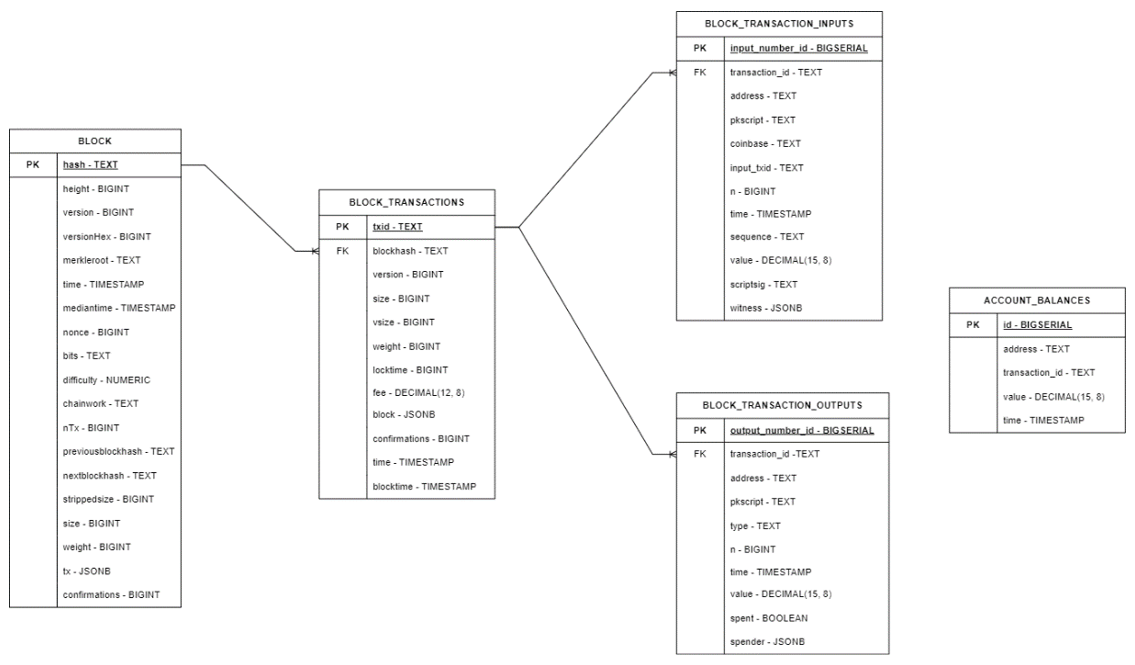 BLOCK
PK hash - TEXT
height - BIGINT
version - BIGINT
versionHex - BIGINT
merkleroot - TEXT
time - TIMESTAMP
mediantime - TIMESTAMP
nonce - BIGINT
bits - TEXT
difficulty - NUMERIC
chainwork - TEXT
nTx - BIGINT
previousblockhash - TEXT
nextblockhash - TEXT
strippedsize - BIGINT
size - BIGINT
weight - BIGINT
tx - JSONB
confirmations - BIGINT
BLOCK_TRANSACTIONS
PK txid - TEXT
FK blockhash - TEXT
version - BIGINT
size - BIGINT
vsize - BIGINT
weight - BIGINT
locktime - BIGINT
fee - DECIMAL(12, 8)
block - JSONB
confirmations - BIGINT
time - TIMESTAMP
blocktime - TIMESTAMP
BLOCK_TRANSACTION_INPUTS
PK input_number_id - BIGSERIAL
FK transaction_id - TEXT
address - TEXT
pkscript - TEXT
coinbase - TEXT
input_txid - TEXT
n - BIGINT
time - TIMESTAMP
sequence - TEXT
value - DECIMAL(15, 8)
scriptsig - TEXT
witness - JSONB
BLOCK_TRANSACTION_OUTPUTS
PK output_number_id - BIGSERIAL
FK transaction_id -TEXT
address - TEXT
pkscript - TEXT
type - TEXT
n - BIGINT
time - TIMESTAMP
value - DECIMAL(15, 8)
spent - BOOLEAN
spender - JSONB
ACCOUNT_BALANCES
PK id - BIGSERIAL
address - TEXT
transaction_id - TEXT
value - DECIMAL(15, 8)
time - TIMESTAMP